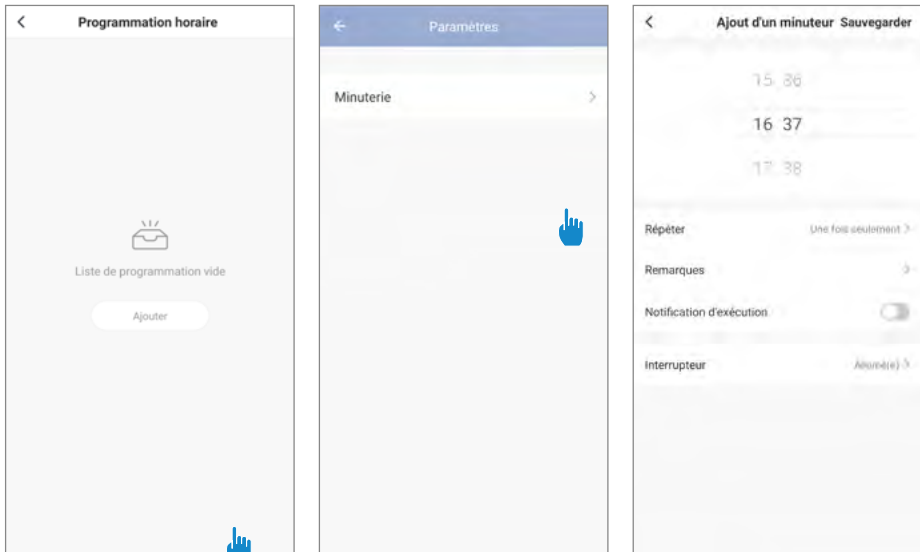 Programmation horaire
Liste de programmation vide
Ajouter
Paramètres
Minuterie
Ajout d'un minuteur Sauvegarder
15 36
16 37
17 38
Répéter Une fois seulement
Remarques
Notification d'exécution
Interrupteur